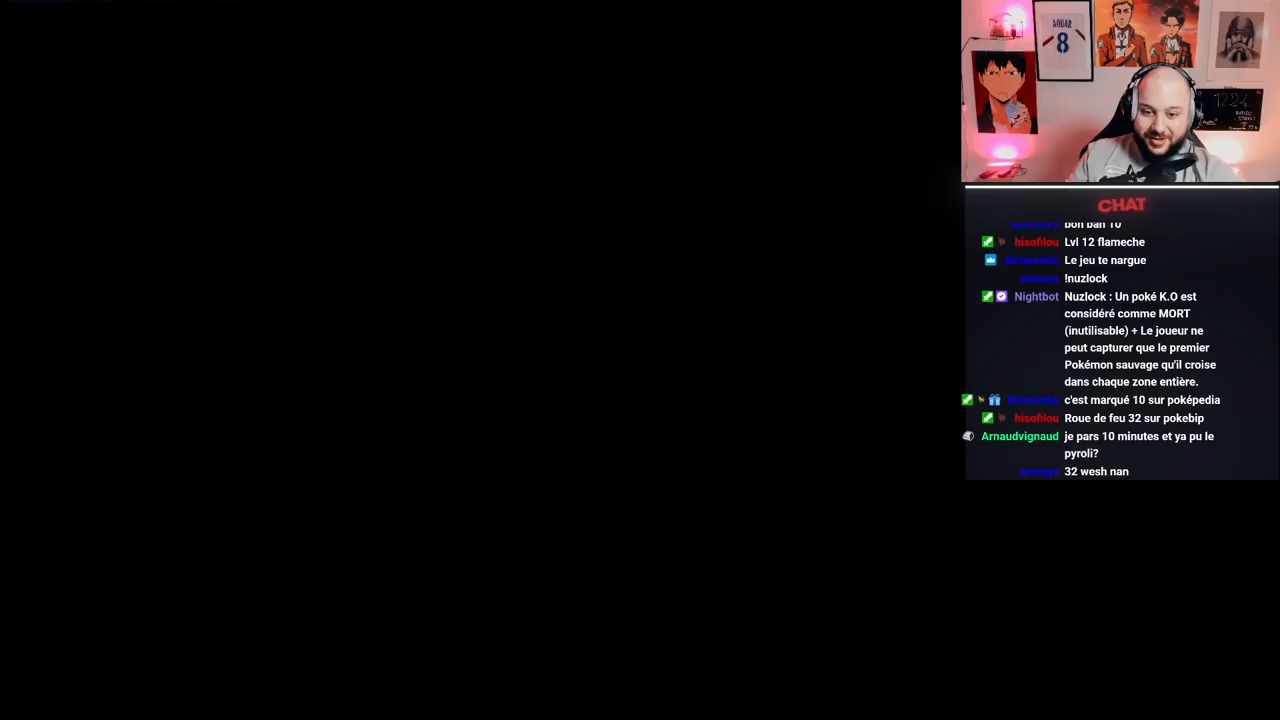 AOUAR
8
CHAT
bon bah 10
hisofilou Lvl 12 flameche
Le jeu te nargue
!nuzlock
Nightbot Nuzlock : Un poké K.O est
considéré comme MORT
(inutilisable) + Le joueur ne
peut capturer que le premier
Pokémon sauvage qu'il croise
dans chaque zone entière.
c'est marqué 10 sur poképedia
hisofilou Roue de feu 32 sur pokebip
Arnaudvignaud je pars 10 minutes et ya pu le
pyroli?
32 wesh nan